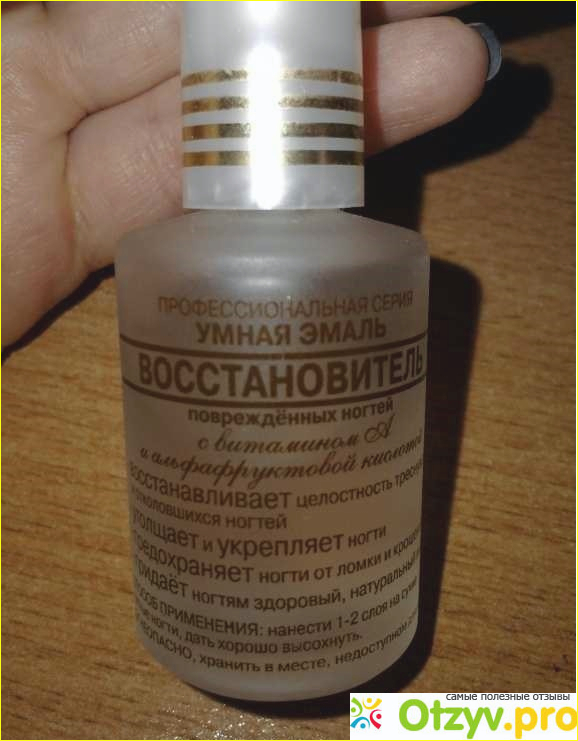 ПРОФЕССИОНАЛЬНАЯ СЕРИЯ
УМНАЯ ЭМАЛЬ
ВОССТАНОВИТЕЛЬ
повреждённых ногтей
с витамином А
и альфафруктовой кислотой
восстанавливает целостность
отколовшихся ногтей
утолщает и укрепляет ногти
предохраняет ногти от ломки и
придаёт ногтям здоровый, натуральный
СПОСОБ ПРИМЕНЕНИЯ: нанести 1-2 слоя на сухие
ногти, дать хорошо высохнуть.
хранить в месте, недоступном
самые полезные отзывы
Otzyv.pro